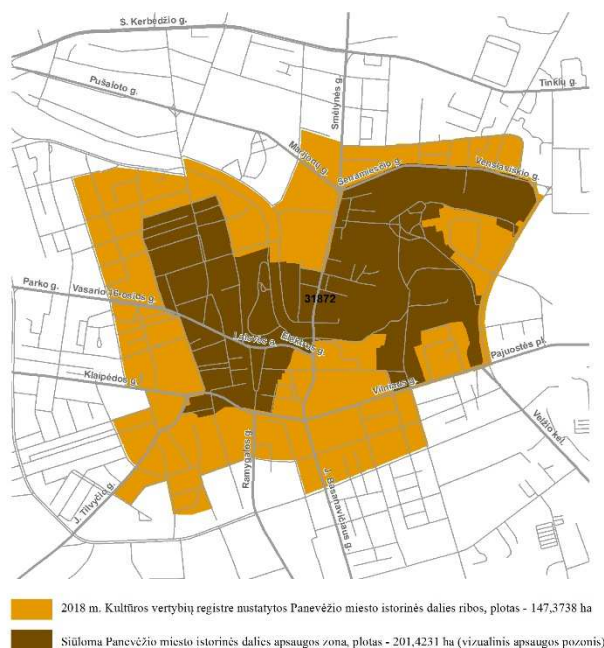 S. Kerbedžio g.
Tinklų g.
Pušaloto g.
Smėlynės g.
Marijonų g.
Senamiesčio g.
Venslaviškio g.
31872
Parko g.
Vasario 16-osios g.
Laisvės a.
Elektros g.
Klaipėdos g.
Vilniaus g.
Pajuostės pl.
Velžio kel.
Ramygalos g.
J. Basanavičiaus g.
J. Tilvyčio g.
2018 m. Kultūros vertybių registre nustatytos Panevėžio miesto istorinės dalies ribos, plotas - 147,3738 ha
Siūloma Panevėžio miesto istorinės dalies apsaugos zona, plotas - 201,4231 ha (vizualinis apsaugos pozonis)